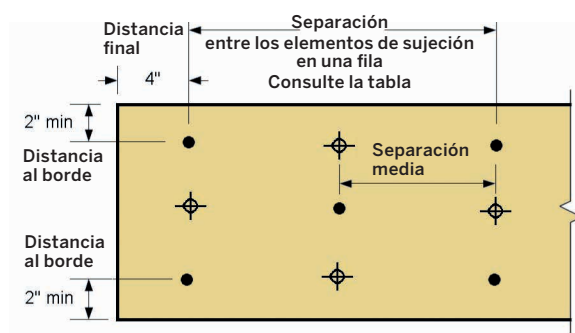 Distancia
final
Separación
entre los elementos de sujeción
en una fila
Consulte la tabla
4"
2" min
Distancia
al borde
Separación
media
Distancia
al borde
2" min